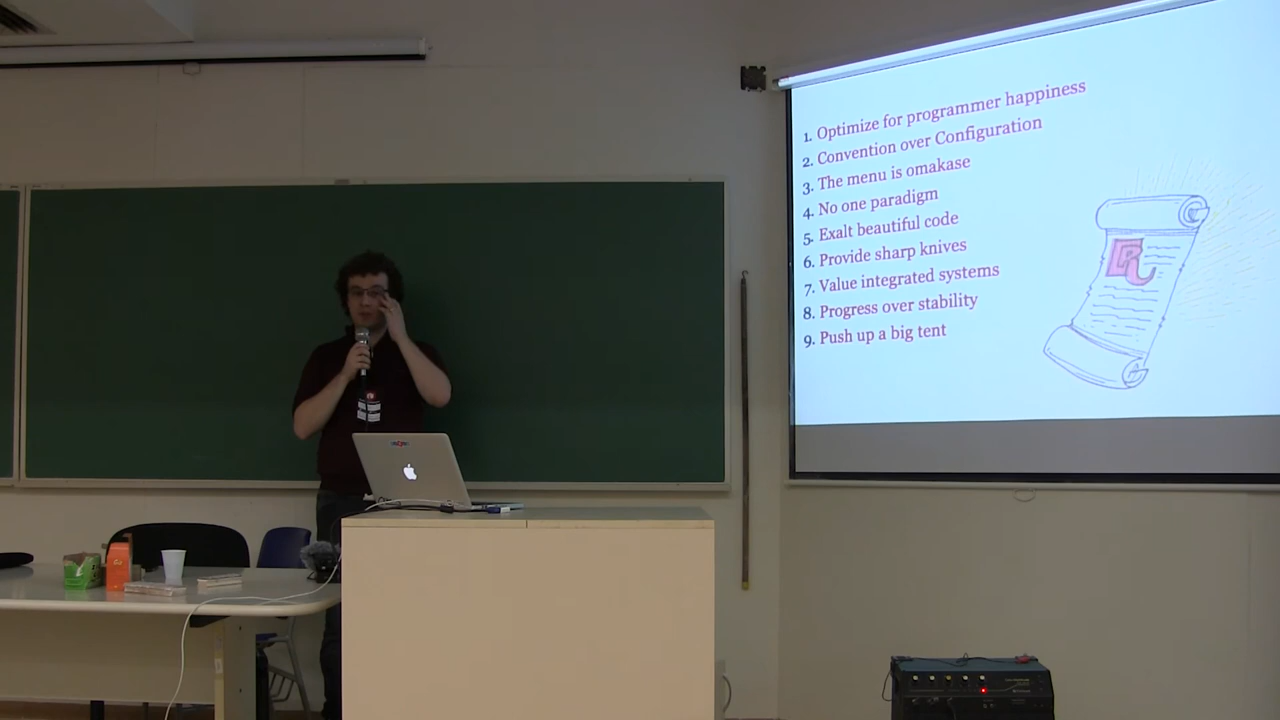 1. Optimize for programmer happiness
2. Convention over Configuration
3. The menu is omakase
4. No one paradigm
5. Exalt beautiful code
6. Provide sharp knives
7. Value integrated systems
8. Progress over stability
9. Push up a big tent